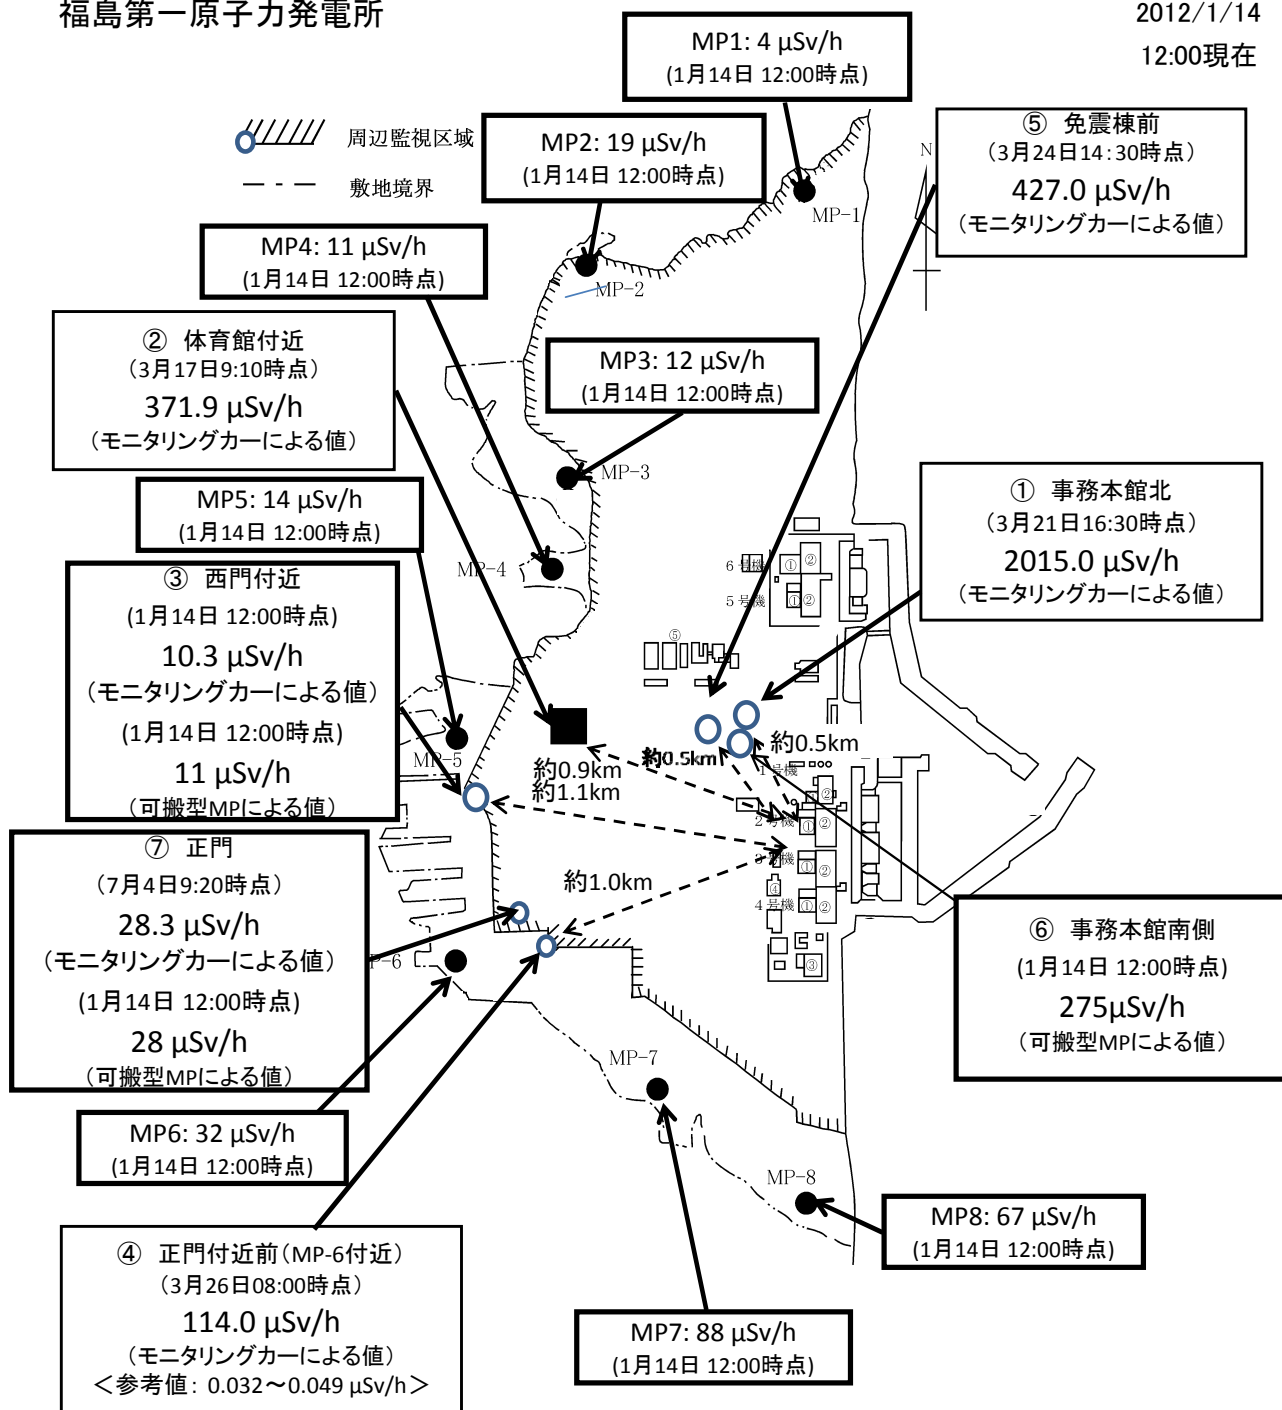 福島第一原子力発電所
2012/1/14
12:00現在
周辺監視区域
敷地境界
MP1: 4 μSv/h
(1月14日 12:00時点)
MP2: 19 μSv/h
(1月14日 12:00時点)
⑤ 免震棟前
(3月24日14:30時点)
427.0 μSv/h
(モニタリングカーによる値)
N
MP-1
MP4: 11 μSv/h
(1月14日 12:00時点)
MP-2
② 体育館付近
(3月17日9:10時点)
371.9 μSv/h
(モニタリングカーによる値)
MP3: 12 μSv/h
(1月14日 12:00時点)
MP-3
MP5: 14 μSv/h
(1月14日 12:00時点)
① 事務本館北
(3月21日16:30時点)
2015.0 μSv/h
(モニタリングカーによる値)
MP-4
③ 西門付近
(1月14日 12:00時点)
10.3 μSv/h
(モニタリングカーによる値)
(1月14日 12:00時点)
11 μSv/h
(可搬型MPによる値)
6号機
① ②
5号機
① ②
⑤
MP-5
約0.9km
約1.1km
約0.5km
約0.5km
1号機
②
2号機
① ②
3号機
① ②
④
4号機
① ②
③
約1.0km
⑦ 正門
(7月4日9:20時点)
28.3 μSv/h
(モニタリングカーによる値)
(1月14日 12:00時点)
28 μSv/h
(可搬型MPによる値)
P-6
⑥ 事務本館南側
(1月14日 12:00時点)
275μSv/h
(可搬型MPによる値)
MP-7
MP6: 32 μSv/h
(1月14日 12:00時点)
MP-8
MP8: 67 μSv/h
(1月14日 12:00時点)
④ 正門付近前(MP-6付近)
(3月26日08:00時点)
114.0 μSv/h
(モニタリングカーによる値)
<参考値: 0.032～0.049 μSv/h>
MP7: 88 μSv/h
(1月14日 12:00時点)